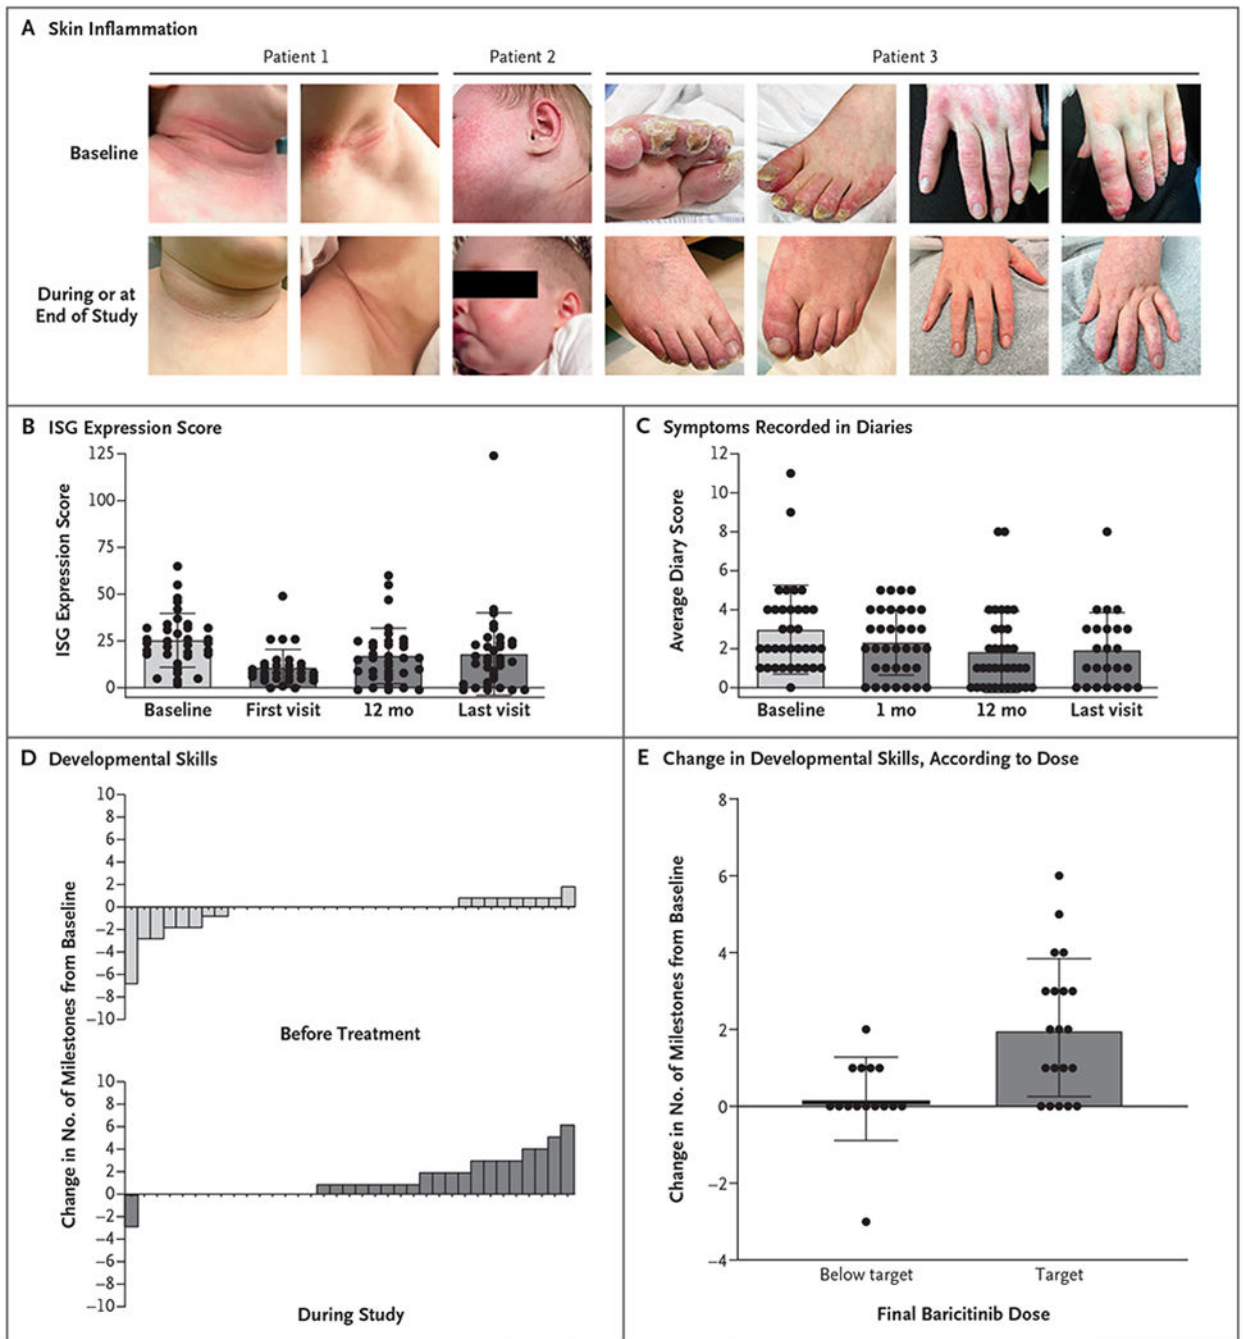 A Skin Inflammation
Patient 1 Patient 2 Patient 3
Baseline
During or at
End of Study
B ISG Expression Score
ISG Expression Score
125
100
75
50
25
0
Baseline First visit 12 mo Last visit
C Symptoms Recorded in Diaries
Average Diary Score
12
10
8
6
4
2
0
Baseline 1 mo 12 mo Last visit
D Developmental Skills
Change in No. of Milestones from Baseline
10
8
6
4
2
0
−2
−4
−6
−8
−10
Before Treatment
10
8
6
4
2
0
−2
−4
−6
−8
−10
During Study
E Change in Developmental Skills, According to Dose
Change in No. of Milestones from Baseline
8
6
4
2
0
−2
−4
Below target Target
Final Baricitinib Dose